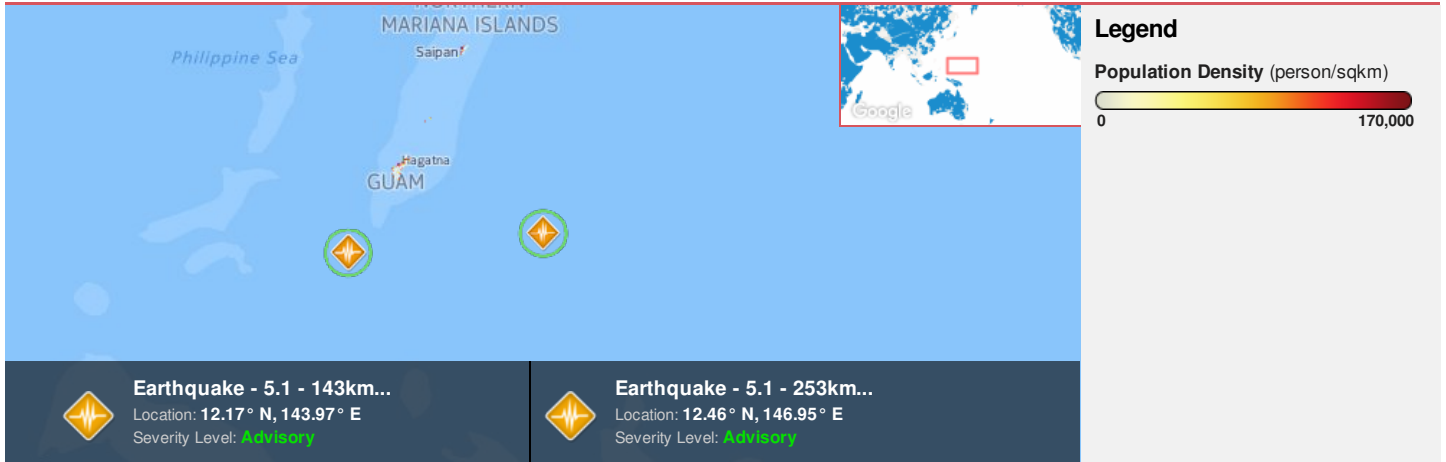 NORTHERN
MARIANA ISLANDS
Philippine Sea
Saipan
Hagatna
GUAM
Google
Legend
Population Density (person/sqkm)
0
170,000
Earthquake - 5.1 - 143km...
Location: 12.17° N, 143.97° E
Severity Level: Advisory
Earthquake - 5.1 - 253km...
Location: 12.46° N, 146.95° E
Severity Level: Advisory